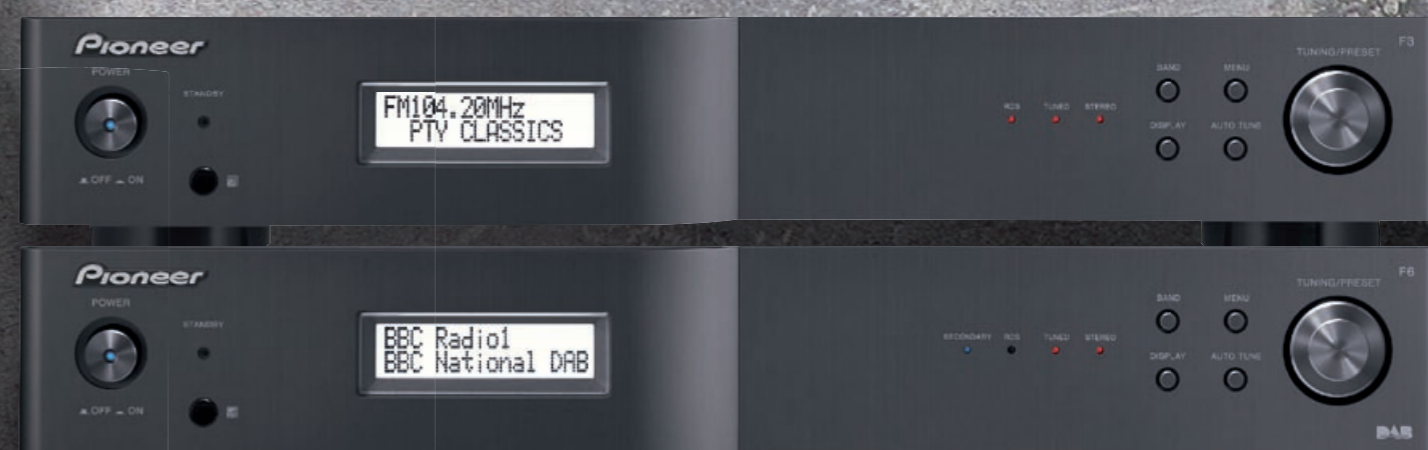 Pioneer
F3
POWER
STANDBY
TUNING/PRESET
BAND MENU
FM104.20MHz
PTY CLASSICS
RDS TUNED STEREO
DISPLAY AUTO TUNE
OFF ON
Pioneer
F6
POWER
STANDBY
TUNING/PRESET
BAND MENU
BBC Radio1
BBC National DAB
SECONDARY RDS TUNED STEREO
DISPLAY AUTO TUNE
OFF ON
DAB